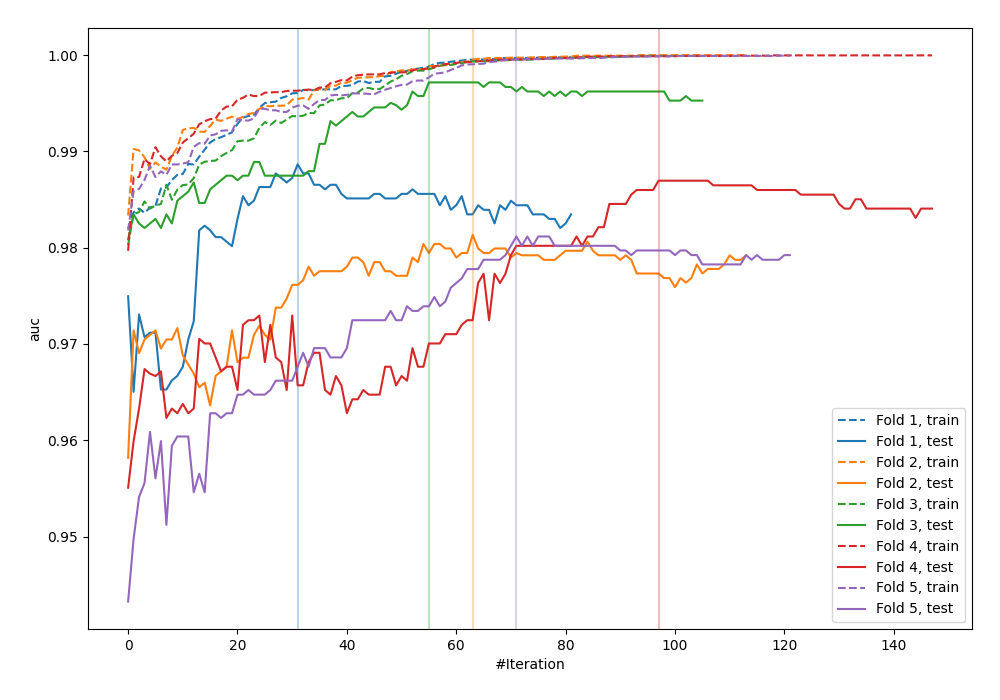 1.00
0.99
0.98
0.97
0.96
0.95
auc
0
20
40
60
80
100
120
140
#Iteration
Fold 1, train
Fold 1, test
Fold 2, train
Fold 2, test
Fold 3, train
Fold 3, test
Fold 4, train
Fold 4, test
Fold 5, train
Fold 5, test